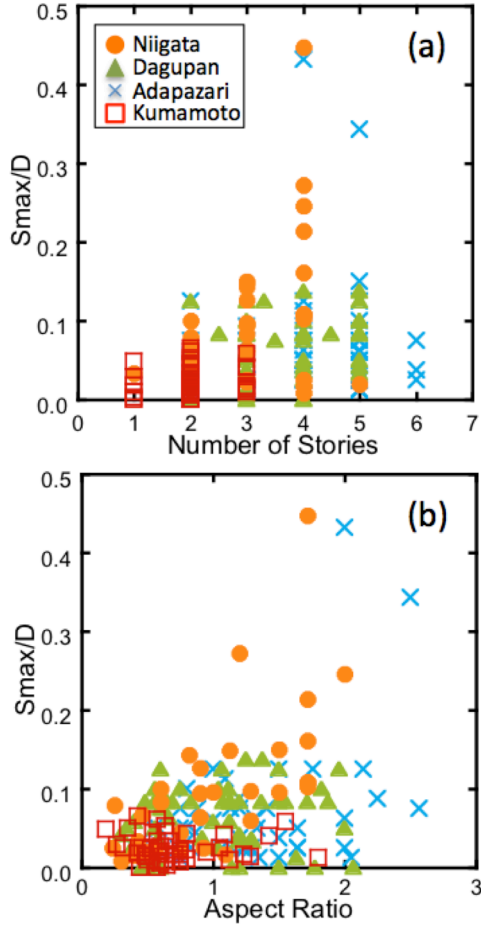 0.5
(a)
Niigata
Dagupan
Adapazari
Kumamoto
0.4
0.3
0.2
0.1
0.0
Smax/D
0 1 2 3 4 5 6 7
Number of Stories
0.5
(b)
0.4
0.3
0.2
0.1
0
Smax/D
0 1 2 3
Aspect Ratio